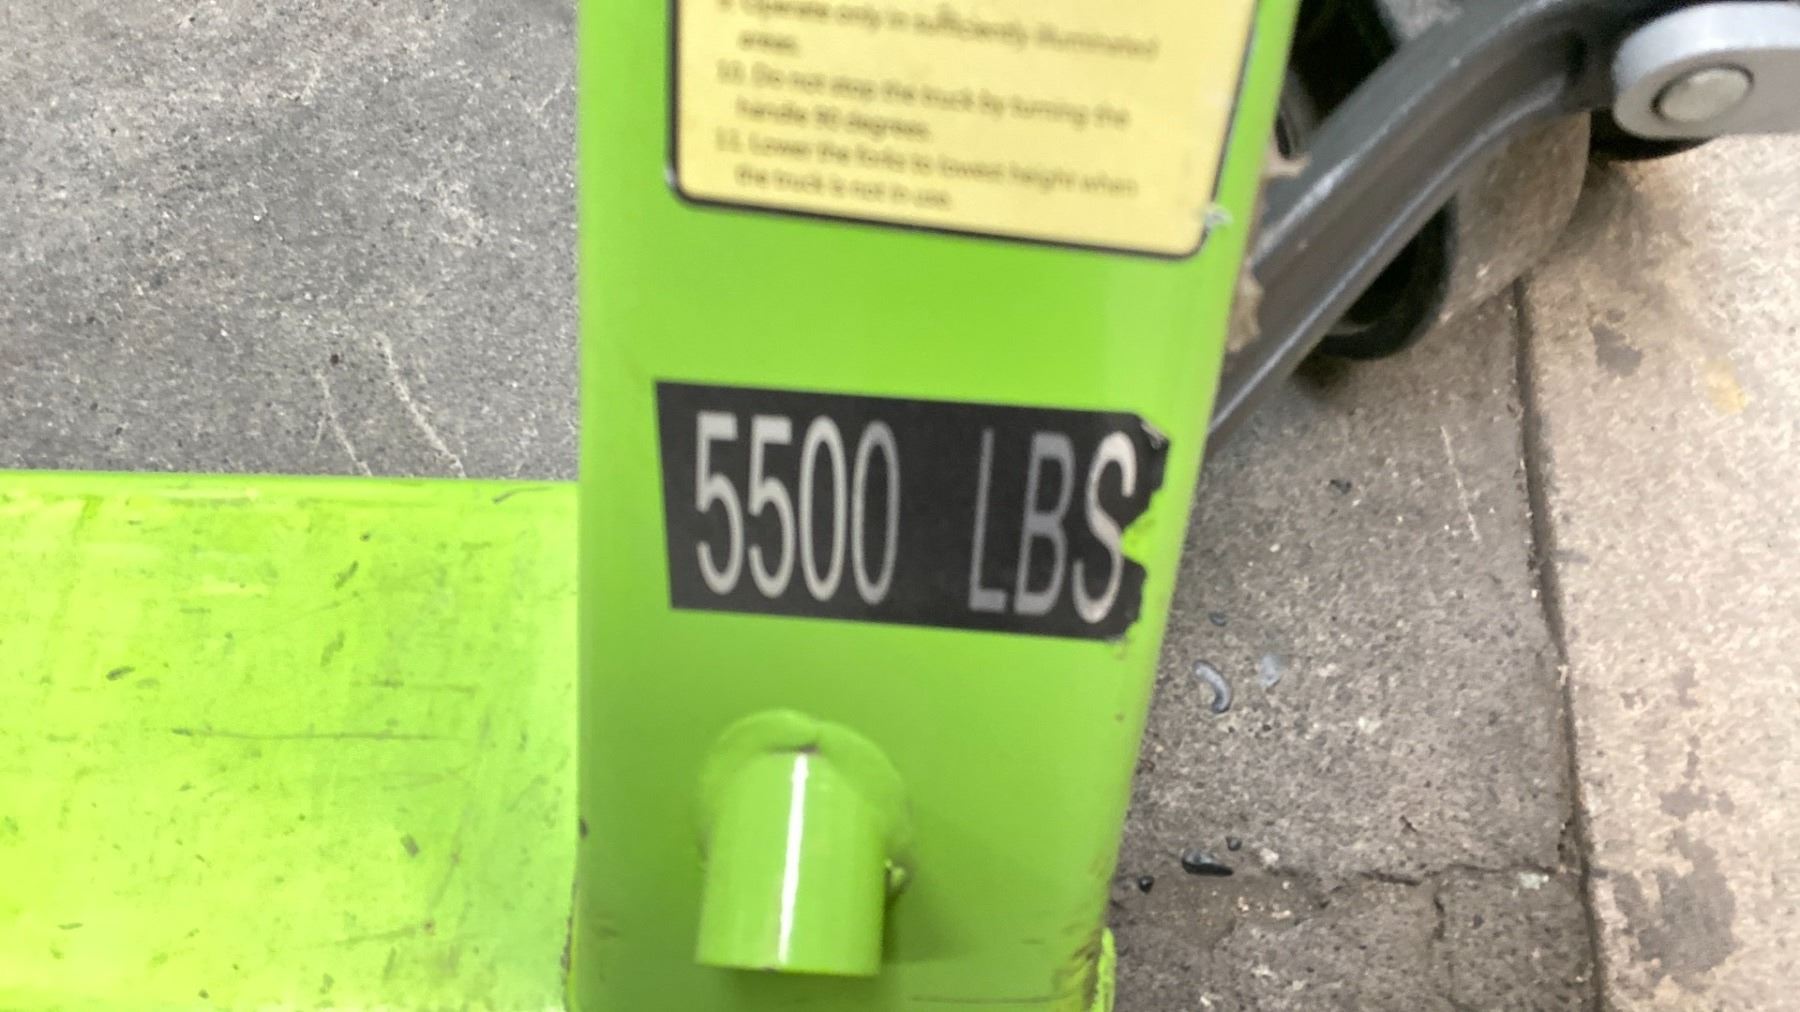 9. Operate only in sufficiently illuminated
areas.
10. Do not stop the truck by turning the
handle 90 degrees.
11. Lower the forks to lowest height when
the truck is not in use.
5500 LBS